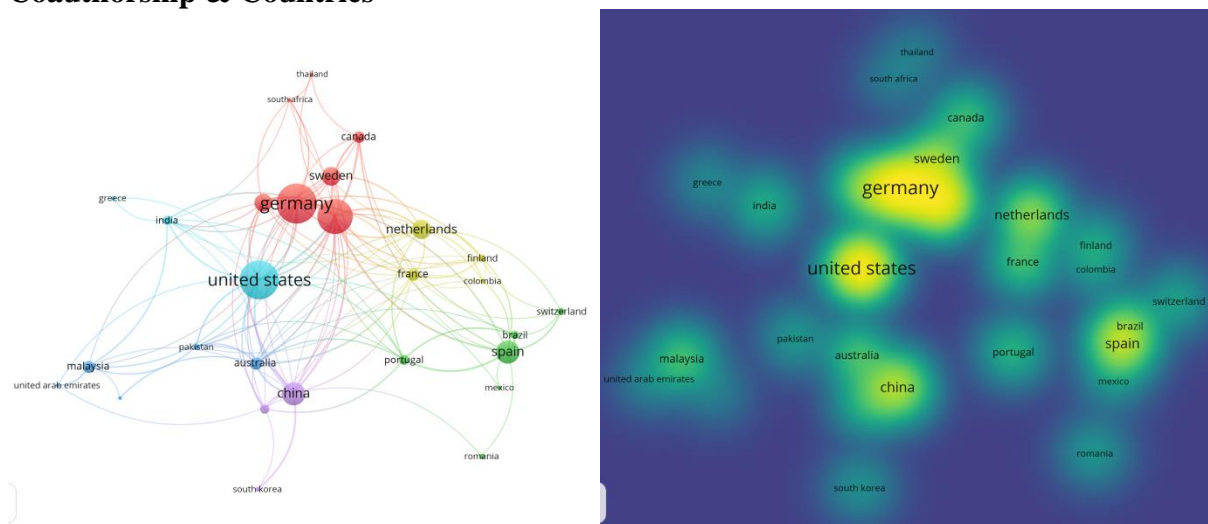 Coauthorship & Countries
thailand
south africa
canada
sweden
germany
greece
india
netherlands
finland
france
colombia
united states
switzerland
brazil
spain
pakistan
australia
portugal
malaysia
united arab emirates
mexico
china
romania
south korea
thailand
south africa
canada
sweden
germany
greece
india
netherlands
finland
france
colombia
united states
switzerland
brazil
spain
pakistan
australia
portugal
malaysia
united arab emirates
mexico
china
romania
south korea